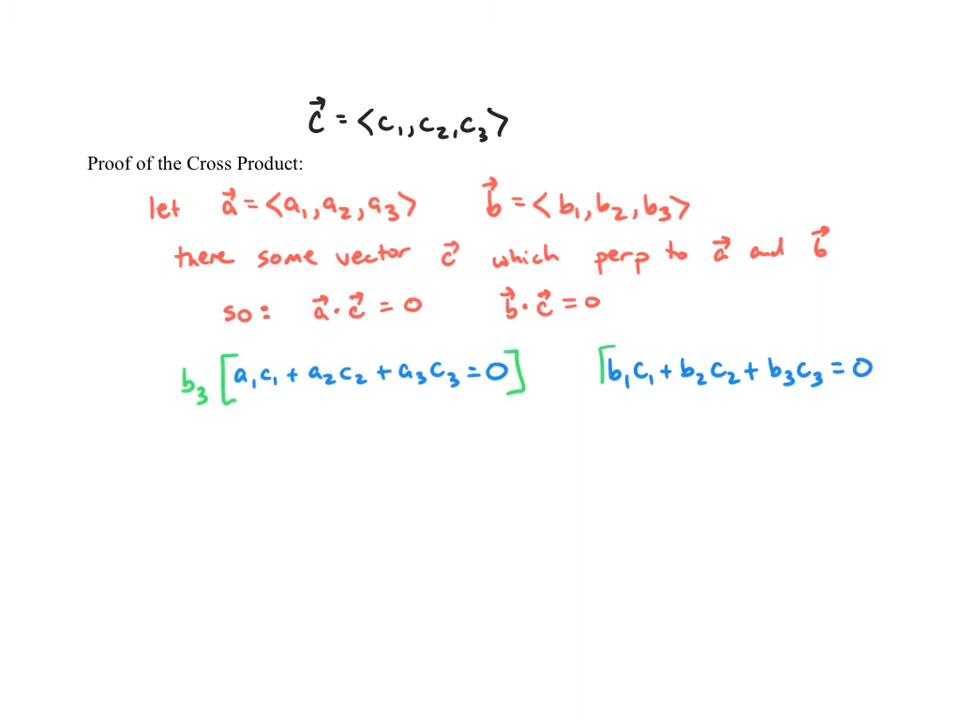 c⃗ = <c₁, c₂, c₃>
Proof of the Cross Product:
let a⃗ = <a₁, a₂, a₃> b⃗ = <b₁, b₂, b₃>
there some vector c⃗ which perp to a⃗ and b⃗
so: a⃗ · c⃗ = 0 b⃗ · c⃗ = 0
b₃ [a₁c₁ + a₂c₂ + a₃c₃ = 0] [b₁c₁ + b₂c₂ + b₃c₃ = 0